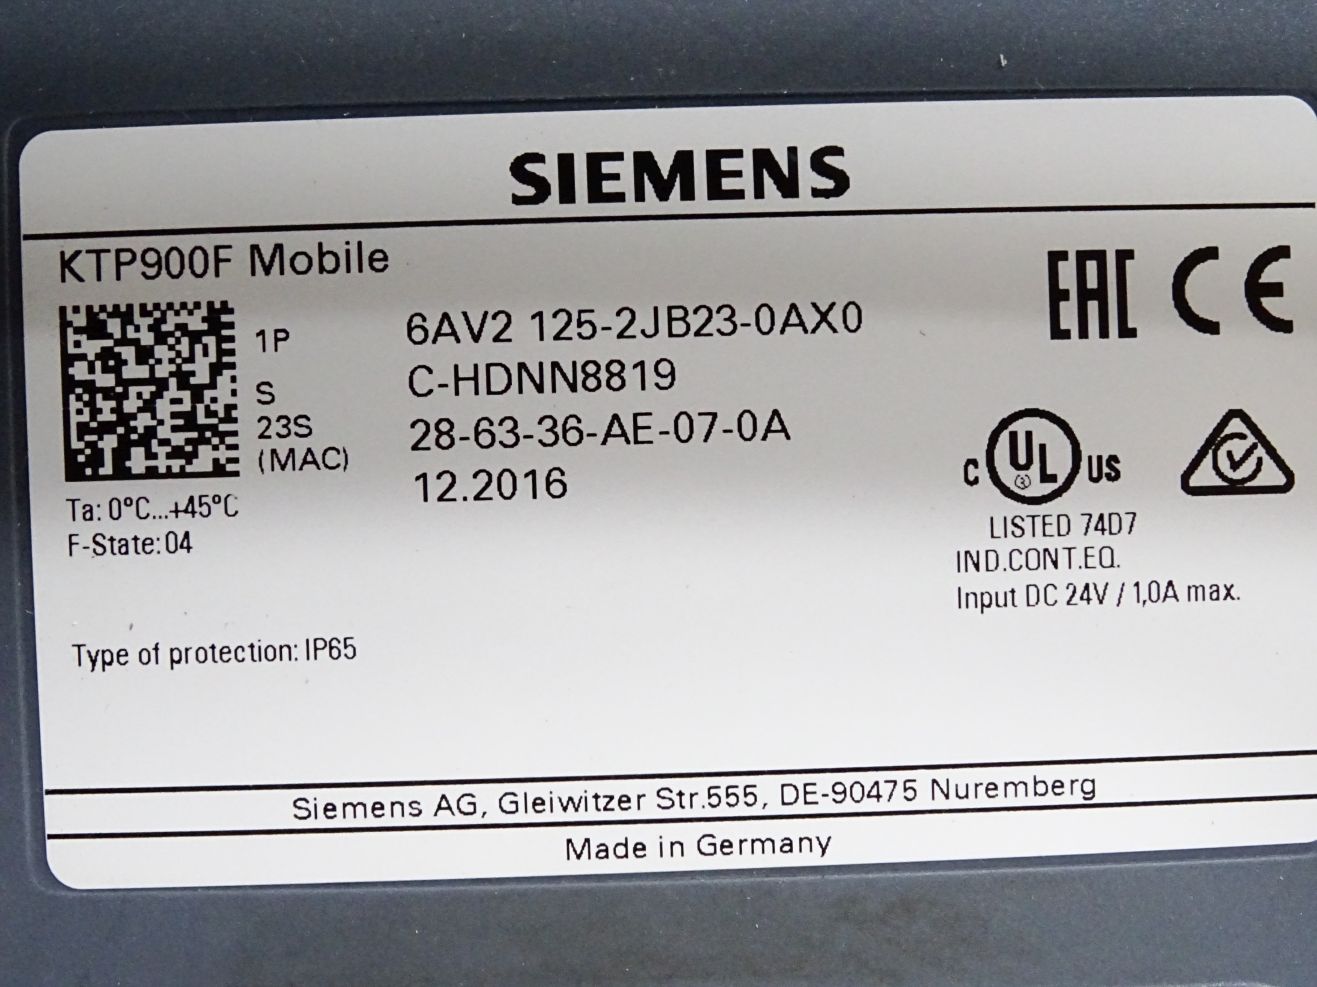 SIEMENS
KTP900F Mobile
EAC CE
1P 6AV2 125-2JB23-0AX0
S C-HDNN8819
23S 28-63-36-AE-07-0A
(MAC)
12.2016
Ta: 0°C...+45°C
F-State:04
C UL US
LISTED 74D7
IND.CONT.EQ.
Input DC 24V / 1,0A max.
Type of protection: IP65
Siemens AG, Gleiwitzer Str.555, DE-90475 Nuremberg
Made in Germany